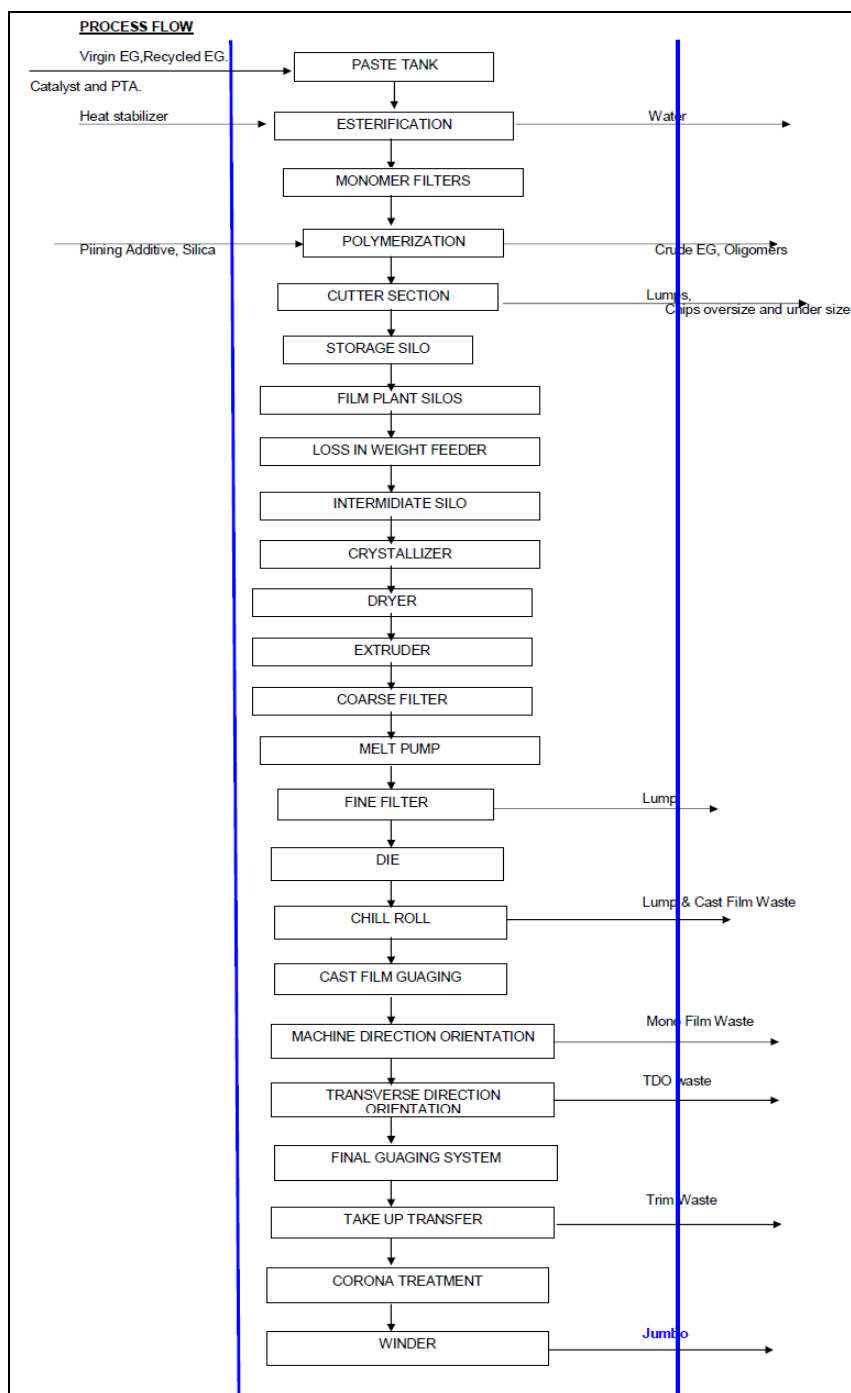 PROCESS FLOW
Virgin EG,Recycled EG.
PASTE TANK
Catalyst and PTA.
Heat stabilizer
ESTERIFICATION
Water
MONOMER FILTERS
Piining Additive, Silica
POLYMERIZATION
Crude EG, Oligomers
CUTTER SECTION
Lumps,
Chips oversize and under size
STORAGE SILO
FILM PLANT SILOS
LOSS IN WEIGHT FEEDER
INTERMIDIATE SILO
CRYSTALLIZER
DRYER
EXTRUDER
COARSE FILTER
MELT PUMP
FINE FILTER
Lump
DIE
CHILL ROLL
Lump & Cast Film Waste
CAST FILM GUAGING
MACHINE DIRECTION ORIENTATION
Mono Film Waste
TRANSVERSE DIRECTION
ORIENTATION
TDO waste
FINAL GUAGING SYSTEM
TAKE UP TRANSFER
Trim Waste
CORONA TREATMENT
WINDER
Jumbo